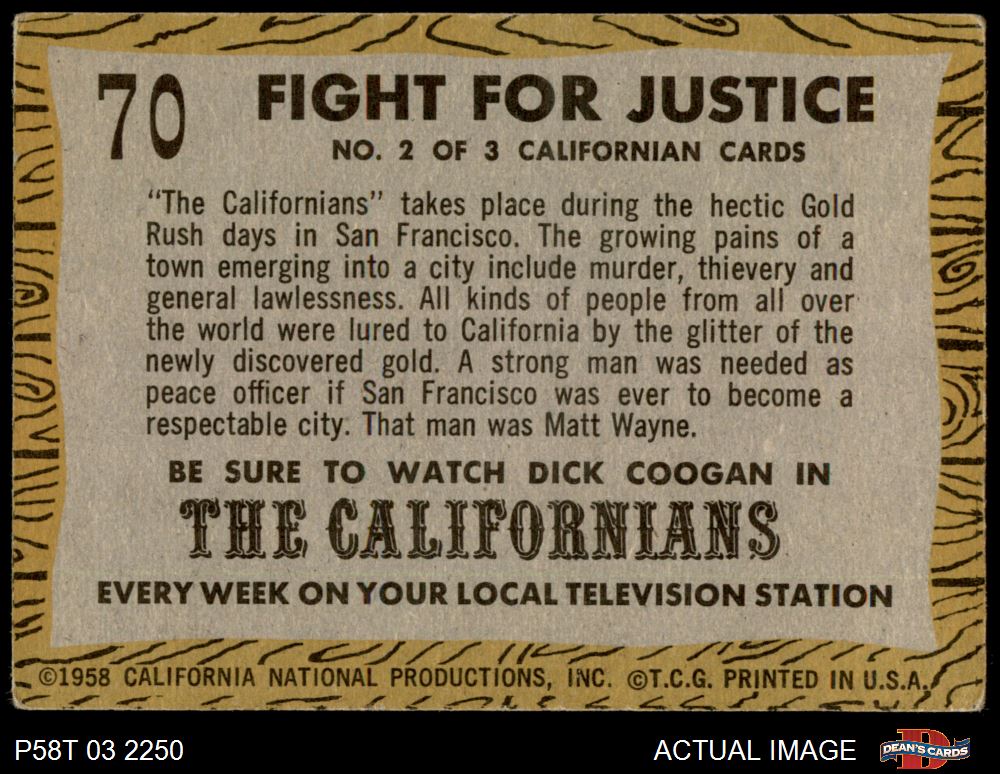 70 FIGHT FOR JUSTICE
NO. 2 OF 3 CALIFORNIAN CARDS
"The Californians" takes place during the hectic Gold
Rush days in San Francisco. The growing pains of a
town emerging into a city include murder, thievery and
general lawlessness. All kinds of people from all over
the world were lured to California by the glitter of the
newly discovered gold. A strong man was needed as
peace officer if San Francisco was ever to become a
respectable city. That man was Matt Wayne.
BE SURE TO WATCH DICK COOGAN IN
THE CALIFORNIANS
EVERY WEEK ON YOUR LOCAL TELEVISION STATION
©1958 CALIFORNIA NATIONAL PRODUCTIONS, INC. ©T.C.G. PRINTED IN U.S.A.
P58T 03 2250 ACTUAL IMAGE DEAN'S CARDS